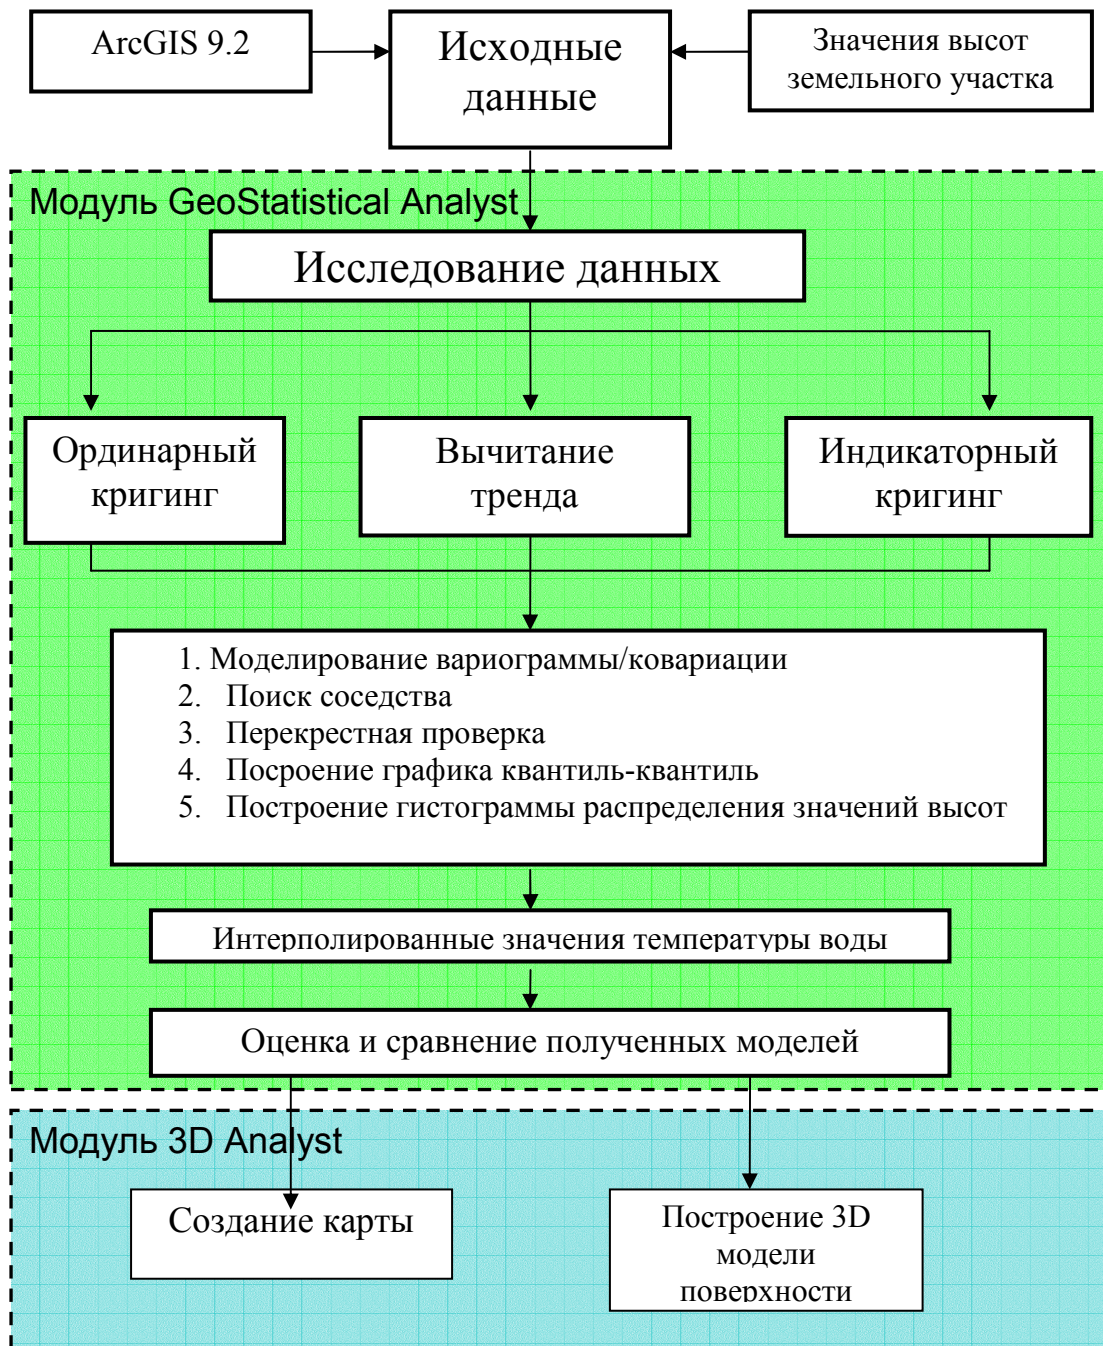 ArcGIS 9.2
Исходные
данные
Значения высот
земельного участка
Модуль GeoStatistical Analyst
Исследование данных
Ординарный
кригинг
Вычитание
тренда
Индикаторный
кригинг
1. Моделирование вариограммы/ковариации
2. Поиск соседства
3. Перекрестная проверка
4. Посроение графика квантиль-квантиль
5. Построение гистограммы распределения значений высот
Интерполированные значения температуры воды
Оценка и сравнение полученных моделей
Модуль 3D Analyst
Создание карты
Построение 3D
модели
поверхности